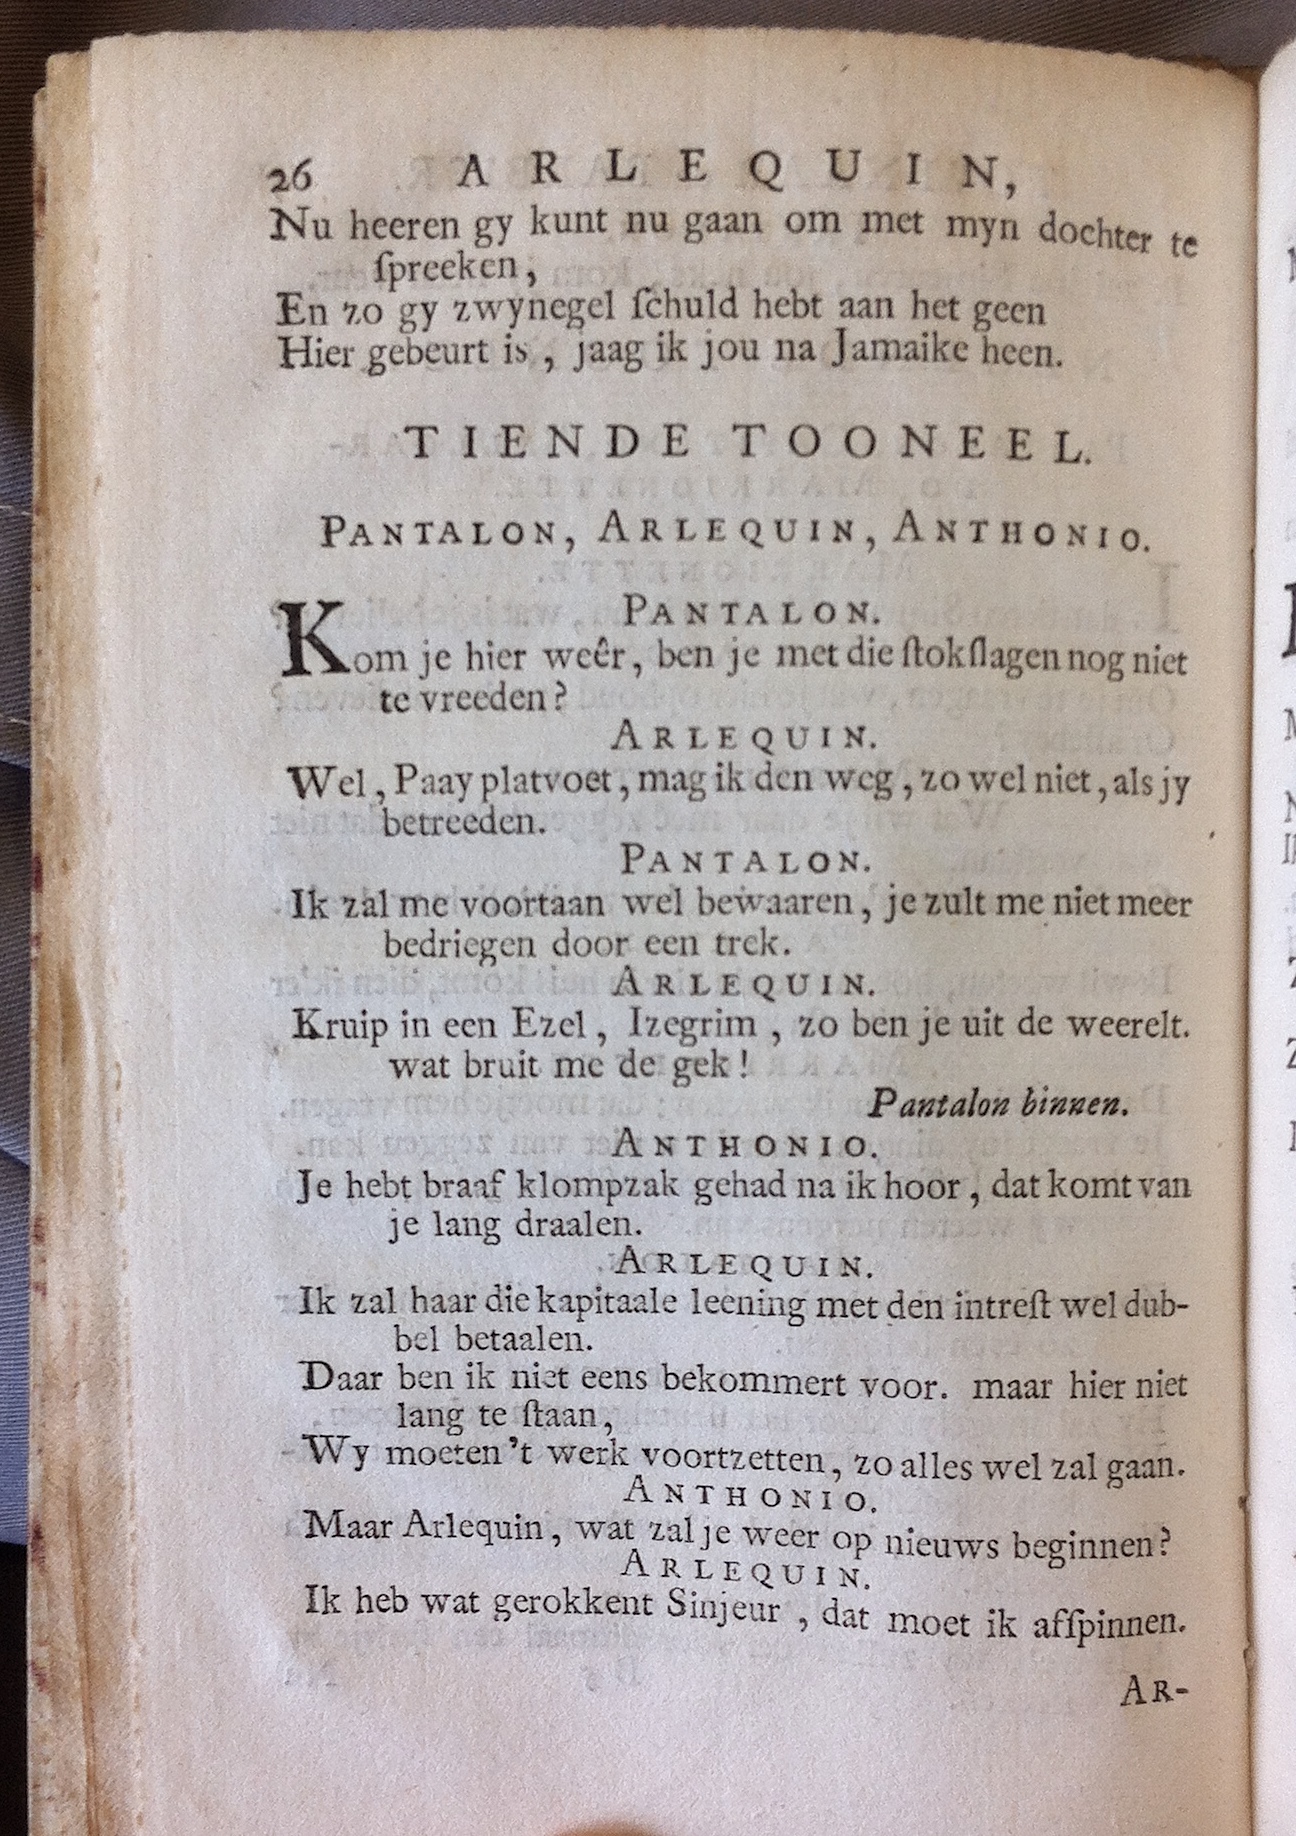 26 ARLEQUIN,
Nu heeren gy kunt nu gaan om met myn dochter te
ſpreeken,
En zo gy zwynegel ſchuld hebt aan het geen
Hier gebeurt is, jaag ik jou na Jamaike heen.
TIENDE TOONEEL.
PANTALON, ARLEQUIN, ANTHONIO.
PANTALON.
Kom je hier weêr, ben je met die ſtokſlagen nog niet
te vreeden?
ARLEQUIN.
Wel, Paay platvoet, mag ik den weg, zo wel niet, als jy
betreeden.
PANTALON.
Ik zal me voortaan wel bewaaren, je zult me niet meer
bedriegen door een trek.
ARLEQUIN.
Kruip in een Ezel, Izegrim, zo ben je uit de weerelt.
wat bruit me de gek!
Pantalon binnen.
ANTHONIO.
Je hebt braaf klompzak gehad na ik hoor, dat komt van
je lang draalen.
ARLEQUIN.
Ik zal haar die kapitaale leening met den intreſt wel dub-
bel betaalen.
Daar ben ik niet eens bekommert voor. maar hier niet
lang te ſtaan,
Wy moeten 't werk voortzetten, zo alles wel zal gaan.
ANTHONIO.
Maar Arlequin, wat zal je weer op nieuws beginnen?
ARLEQUIN.
Ik heb wat gerokkent Sinjeur, dat moet ik afſpinnen.
AR-